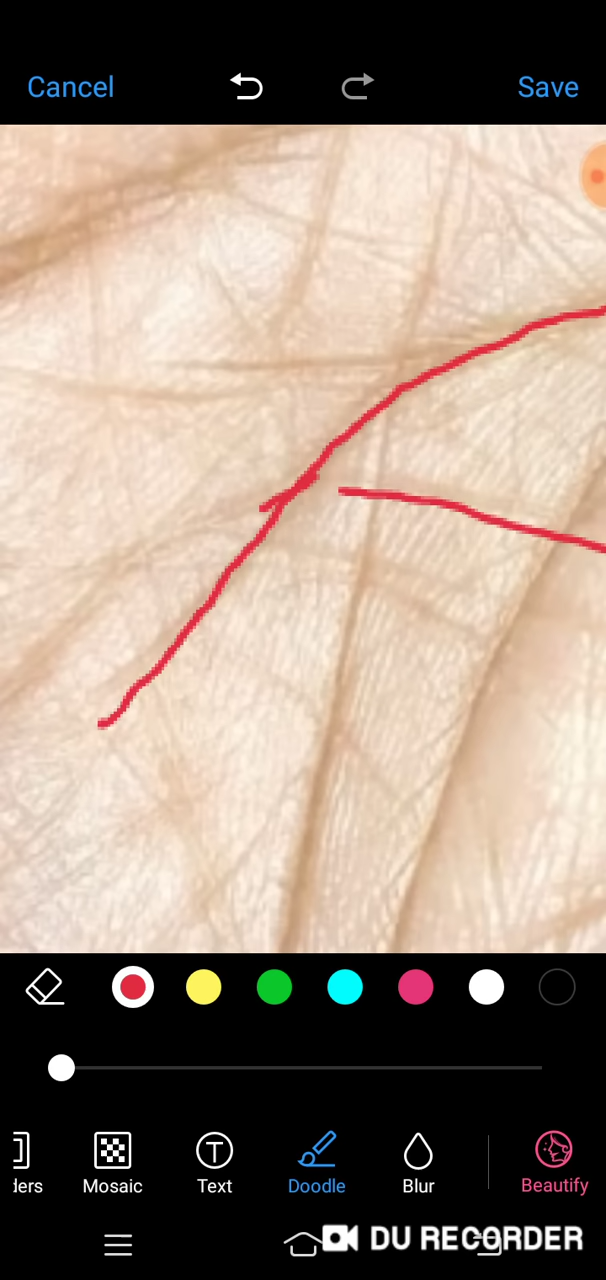 Cancel
Save
ders
Mosaic
Text
Doodle
Blur
Beautify
DU RECORDER